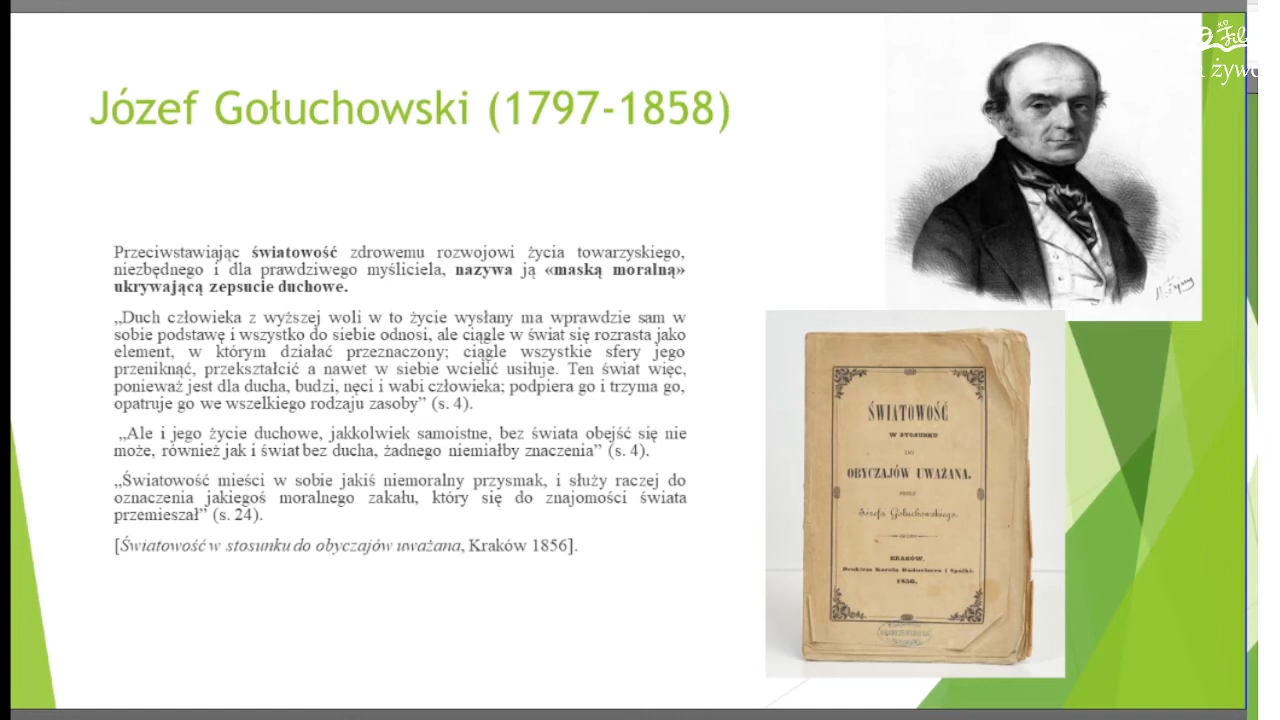 Józef Gołuchowski (1797-1858)
Przeciwstawiając światowość zdrowemu rozwojowi życia towarzyskiego,
niezbędnego i dla prawdziwego myśliciela, nazywa ją «maską moralną»
ukrywającą zepsucie duchowe.
„Duch człowieka z wyższej woli w to życie wysłany ma wprawdzie sam w
sobie podstawę i wszystko do siebie odnosi, ale ciągle w świat się rozrasta jako
element, w którym działać przeznaczony; ciągle wszystkie sfery jego
przeniknąć, przekształcić a nawet w siebie wcielić usiłuje. Ten świat więc,
ponieważ jest dla ducha, budzi, nęci i wabi człowieka; podpiera go i trzyma go,
opatruje go we wszelkiego rodzaju zasoby” (s. 4).
„Ale i jego życie duchowe, jakkolwiek samoistne, bez świata obejść się nie
może, również jak i świat bez ducha, żadnego niemiałby znaczenia” (s. 4).
„Światowość mieści w sobie jakiś niemoralny przysmak, i służy raczej do
oznaczenia jakiegoś moralnego zakału, który się do znajomości świata
przemieszał” (s. 24).
[Światowość w stosunku do obyczajów uważana, Kraków 1856].
ŚWIATOWOŚĆ
W STOSUNKU
DO
OBYCZAJÓW UWAŻANA.
PRZEZ
Józefa Gołuchowskiego.
KRAKÓW.
Drukiem Karola Budweisera i Spółki.
1856.